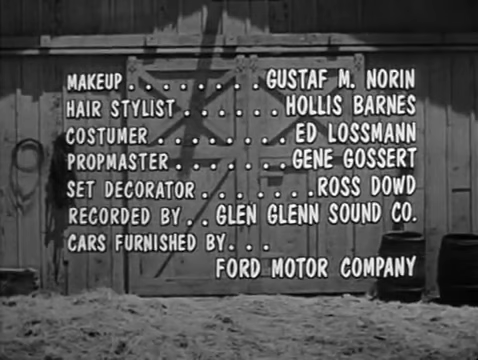 MAKEUP . . . . . . . . GUSTAF M. NORIN
HAIR STYLIST . . . . . . HOLLIS BARNES
COSTUMER . . . . . . . . ED LOSSMANN
PROPMASTER . . . . . . . GENE GOSSERT
SET DECORATOR . . . . . . . ROSS DOWD
RECORDED BY . . GLEN GLENN SOUND CO.
CARS FURNISHED BY. . .
FORD MOTOR COMPANY